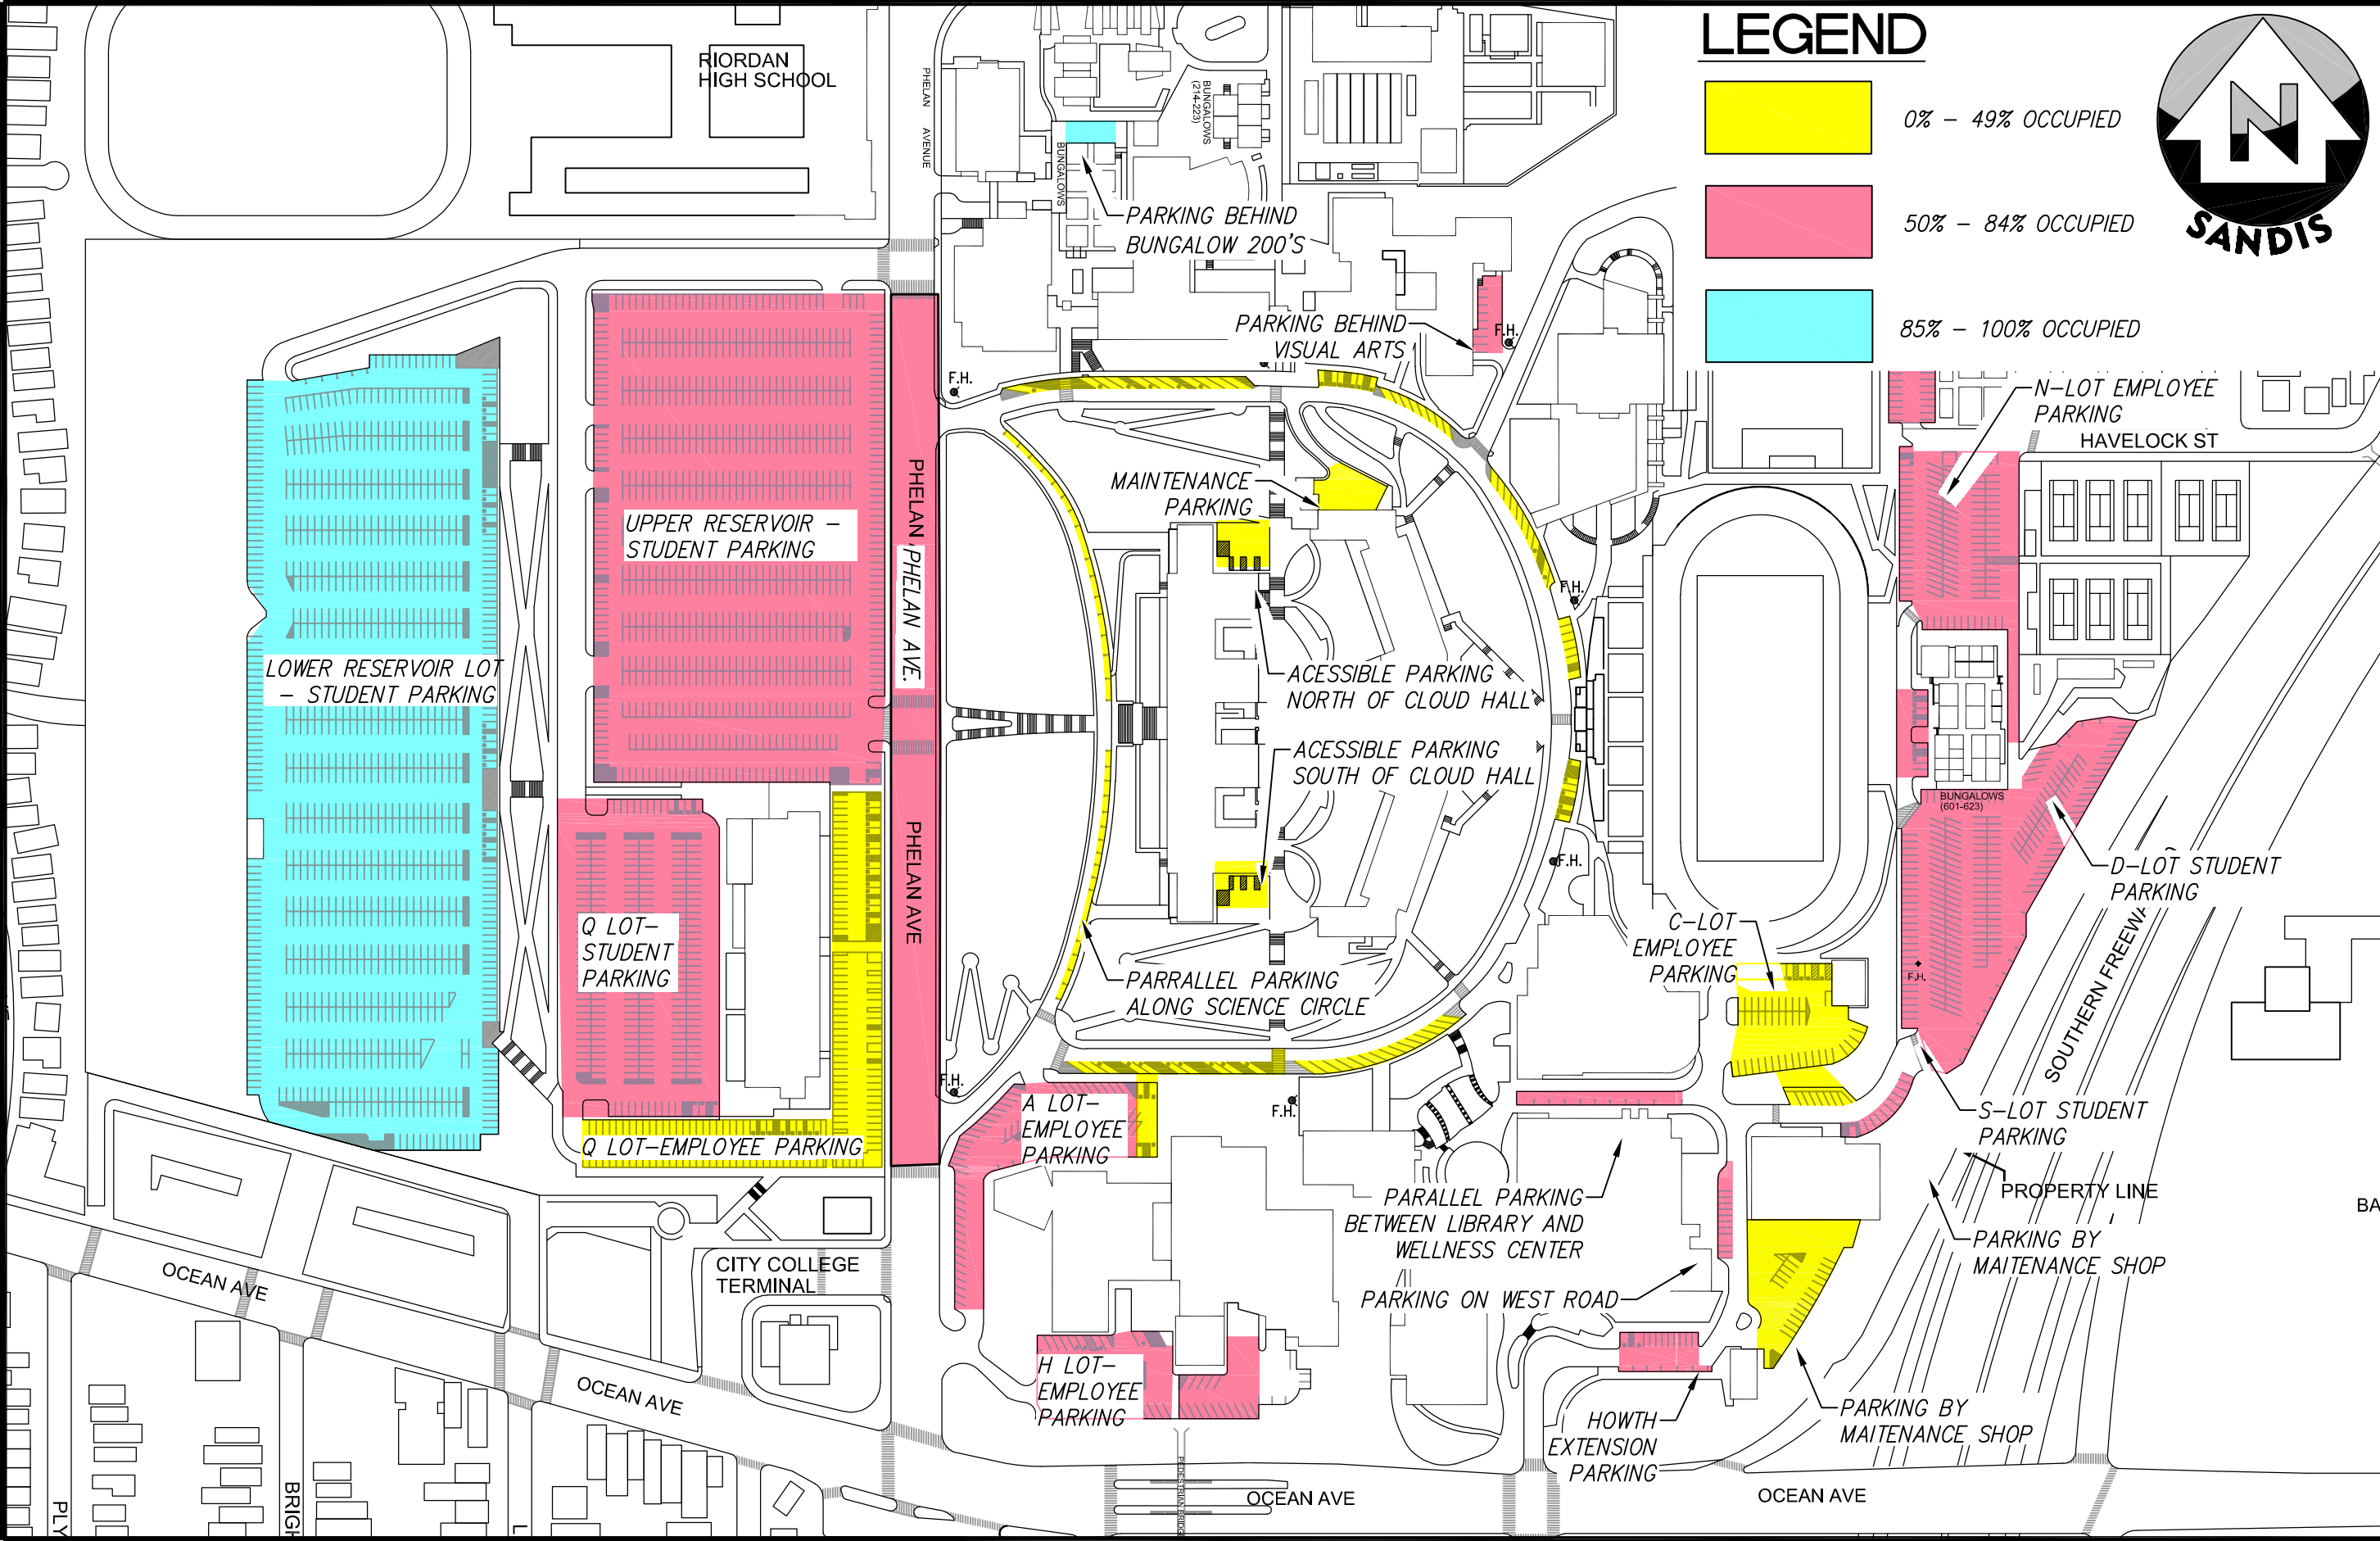 LEGEND
0% – 49% OCCUPIED
50% – 84% OCCUPIED
85% – 100% OCCUPIED
N
SANDIS
RIORDAN
HIGH SCHOOL
PHELAN AVENUE
BUNGALOWS
(214-223)
BUNGALOWS
PARKING BEHIND
BUNGALOW 200'S
PARKING BEHIND
VISUAL ARTS
F.H.
F.H.
N–LOT EMPLOYEE
PARKING
HAVELOCK ST
MAINTENANCE
PARKING
UPPER RESERVOIR –
STUDENT PARKING
PHELAN
PHELAN AVE.
F.H.
LOWER RESERVOIR LOT
– STUDENT PARKING
ACESSIBLE PARKING
NORTH OF CLOUD HALL
ACESSIBLE PARKING
SOUTH OF CLOUD HALL
BUNGALOWS
(601-623)
PHELAN AVE
F.H.
D–LOT STUDENT
PARKING
Q LOT–
STUDENT
PARKING
C–LOT
EMPLOYEE
PARKING
F.H.
PARRALLEL PARKING
ALONG SCIENCE CIRCLE
SOUTHERN FREEWA
F.H.
F.H.
A LOT–
EMPLOYEE
PARKING
Q LOT–EMPLOYEE PARKING
S–LOT STUDENT
PARKING
PROPERTY LINE
BA
PARALLEL PARKING
BETWEEN LIBRARY AND
WELLNESS CENTER
PARKING BY
MAITENANCE SHOP
CITY COLLEGE
TERMINAL
OCEAN AVE
PARKING ON WEST ROAD
H LOT–
EMPLOYEE
PARKING
OCEAN AVE
HOWTH
EXTENSION
PARKING
PARKING BY
MAITENANCE SHOP
PEDESTRIAN BRIDGE
OCEAN AVE
OCEAN AVE
PLY
BRIGH
L